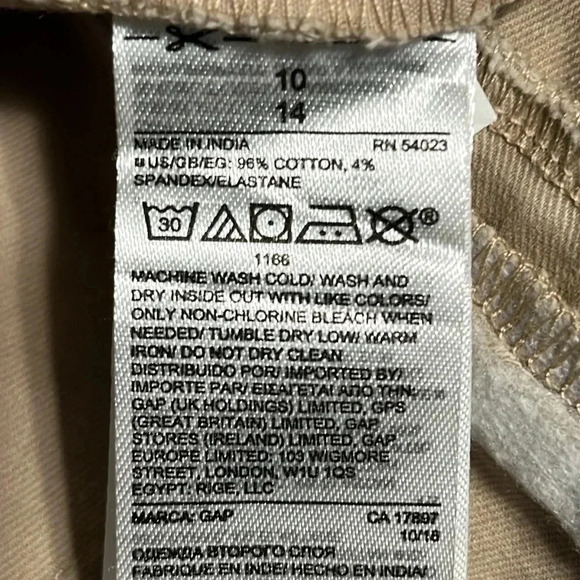 10
14
MADE IN INDIA RN 54023
US/GB/EG: 96% COTTON, 4%
SPANDEX/ELASTANE
30
1166
MACHINE WASH COLD/ WASH AND
DRY INSIDE OUT WITH LIKE COLORS/
ONLY NON-CHLORINE BLEACH WHEN
NEEDED/ TUMBLE DRY LOW/ WARM
IRON/ DO NOT DRY CLEAN
DISTRIBUIDO POR/ IMPORTED BY/
IMPORTE PAR/ ΕΙΣΑΓΕΤΑΙ ΑΠΟ ΤΗΝ
GAP (UK HOLDINGS) LIMITED, GPS
(GREAT BRITAIN) LIMITED, GAP
STORES (IRELAND) LIMITED, GAP
EUROPE LIMITED; 103 WIGMORE
STREET, LONDON, W1U 1QS
EGYPT: RIGE, LLC
MARCA: GAP CA 17897
10/18
ОДЕЖДА ВТОРОГО СЛОЯ
FABRIQUE EN INDE/ HECHO EN INDIA/